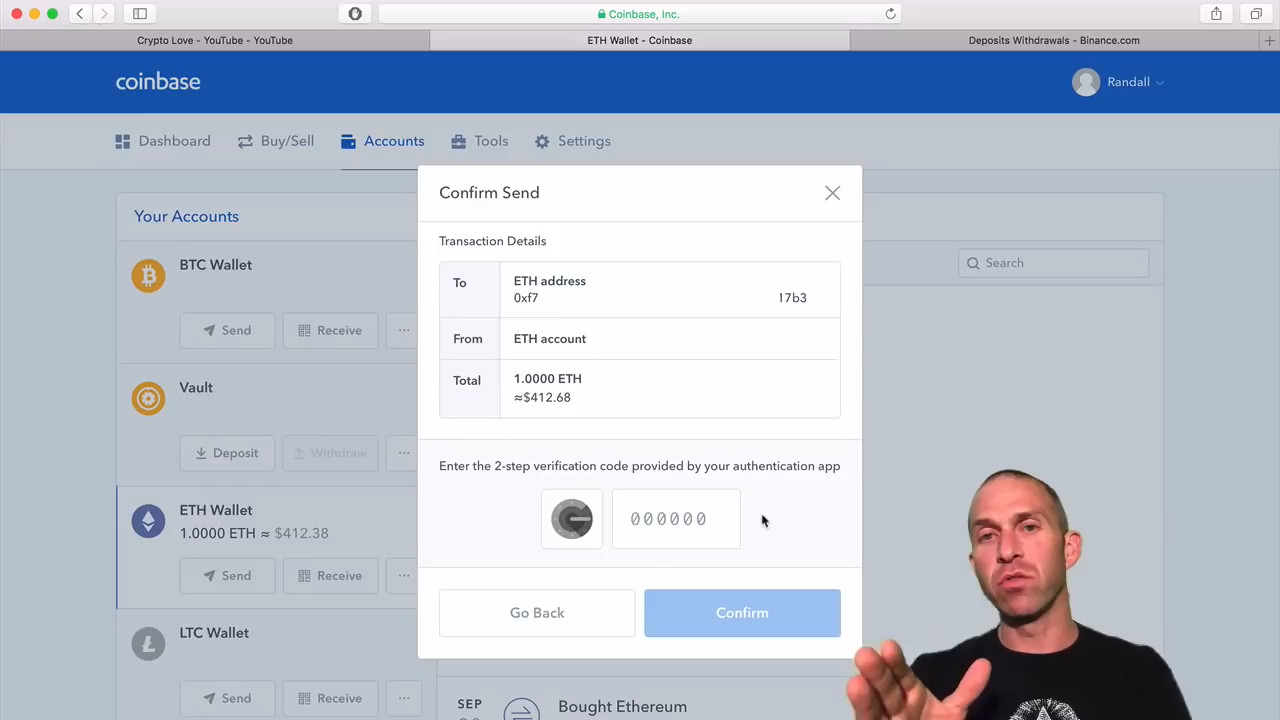 Coinbase, Inc.
Crypto Love - YouTube - YouTube
ETH Wallet - Coinbase
Deposits Withdrawals - Binance.com
coinbase
Randall
Dashboard
Buy/Sell
Accounts
Tools
Settings
Your Accounts
BTC Wallet
Send
Receive
Vault
Deposit
Withdraw
ETH Wallet
1.0000 ETH ≈ $412.38
Send
Receive
LTC Wallet
Send
Receive
Search
Confirm Send
Transaction Details
To
ETH address
0xf7 17b3
From
ETH account
Total
1.0000 ETH
≈$412.68
Enter the 2-step verification code provided by your authentication app
000000
Go Back
Confirm
SEP
Bought Ethereum